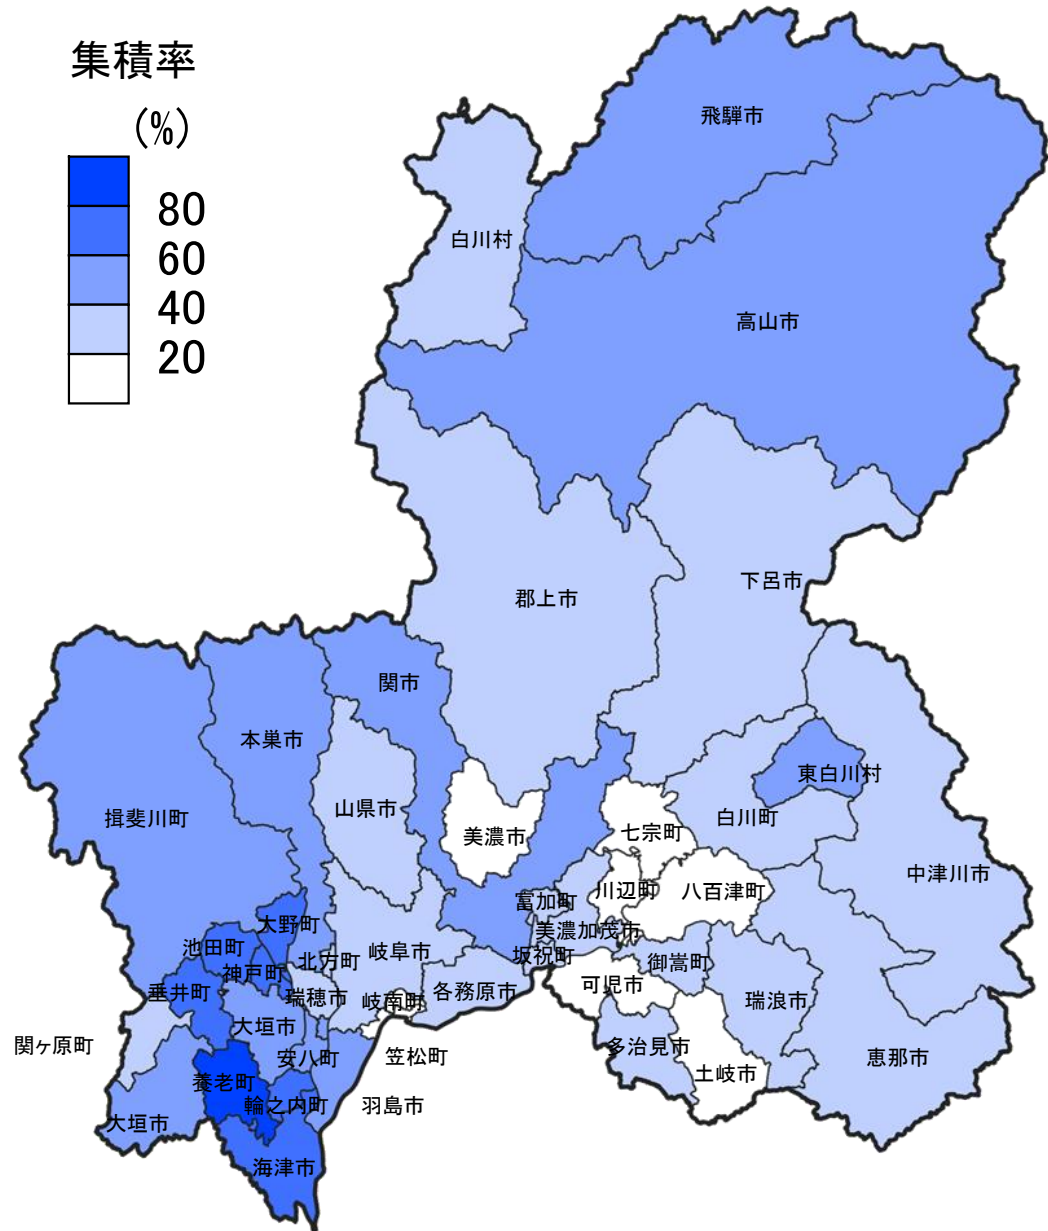 集積率
(%)
80
60
40
20
飛騨市
白川村
高山市
下呂市
郡上市
関市
本巣市
東白川村
山県市
揖斐川町
白川町
七宗町
美濃市
中津川市
川辺町
八百津町
富加町
大野町
美濃加茂市
池田町
岐阜市
坂祝町
北方町
御嵩町
神戸町
可児市
垂井町
各務原市
瑞穂市
岐南町
瑞浪市
大垣市
関ヶ原町
多治見市
安八町
笠松町
恵那市
土岐市
養老町
輪之内町
羽島市
大垣市
海津市